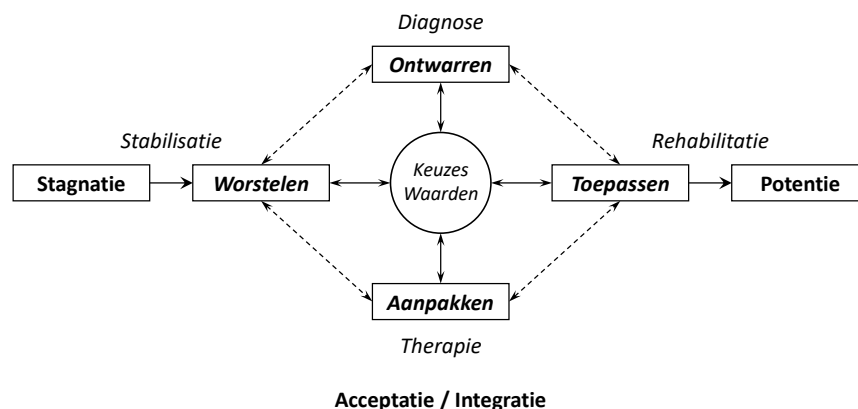 Diagnose
Ontwarren
Stabilisatie
Rehabilitatie
Stagnatie
Worstelen
Keuzes
Waarden
Toepassen
Potentie
Aanpakken
Therapie
Acceptatie / Integratie